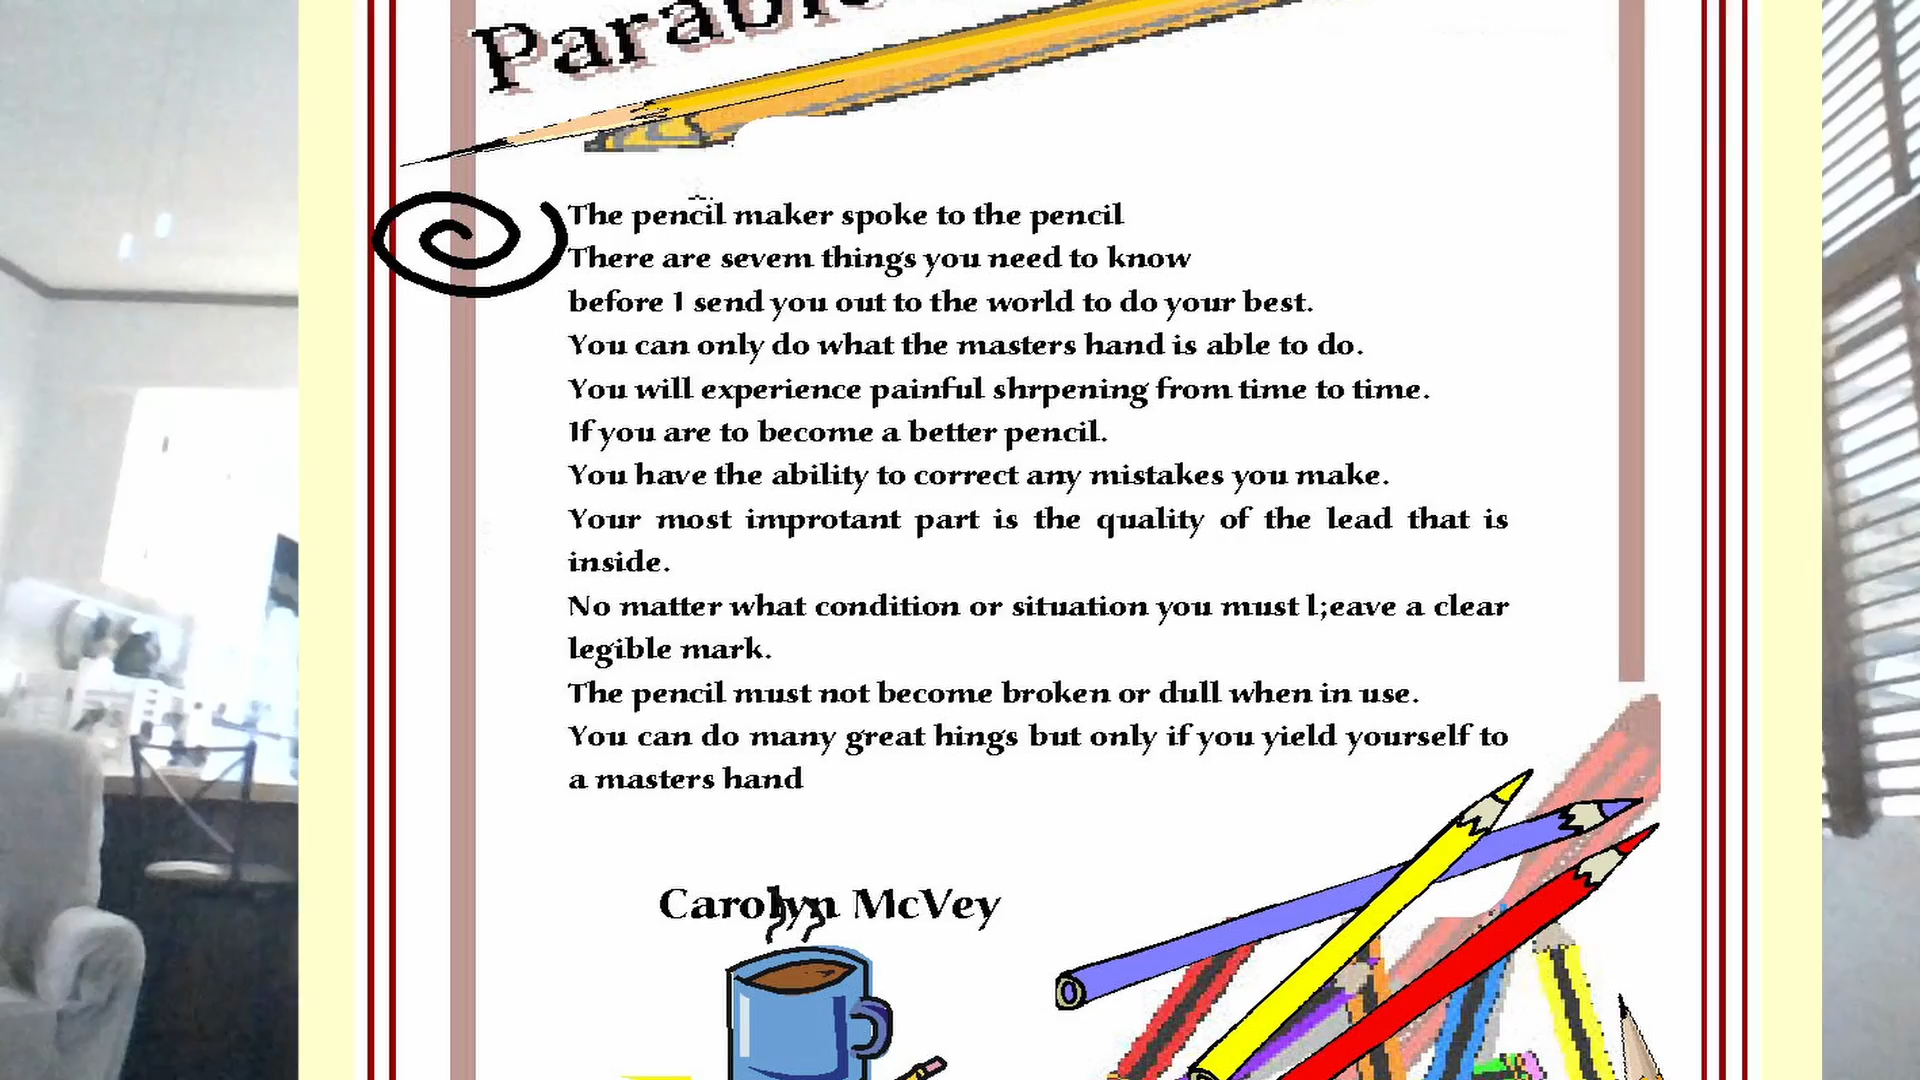 The pencil maker spoke to the pencil
There are sevem things you need to know
before I send you out to the world to do your best.
You can only do what the masters hand is able to do.
You will experience painful shrpening from time to time.
If you are to become a better pencil.
You have the ability to correct any mistakes you make.
Your most improtant part is the quality of the lead that is
inside.
No matter what condition or situation you must l;eave a clear
legible mark.
The pencil must not become broken or dull when in use.
You can do many great hings but only if you yield yourself to
a masters hand
Carolyn McVey